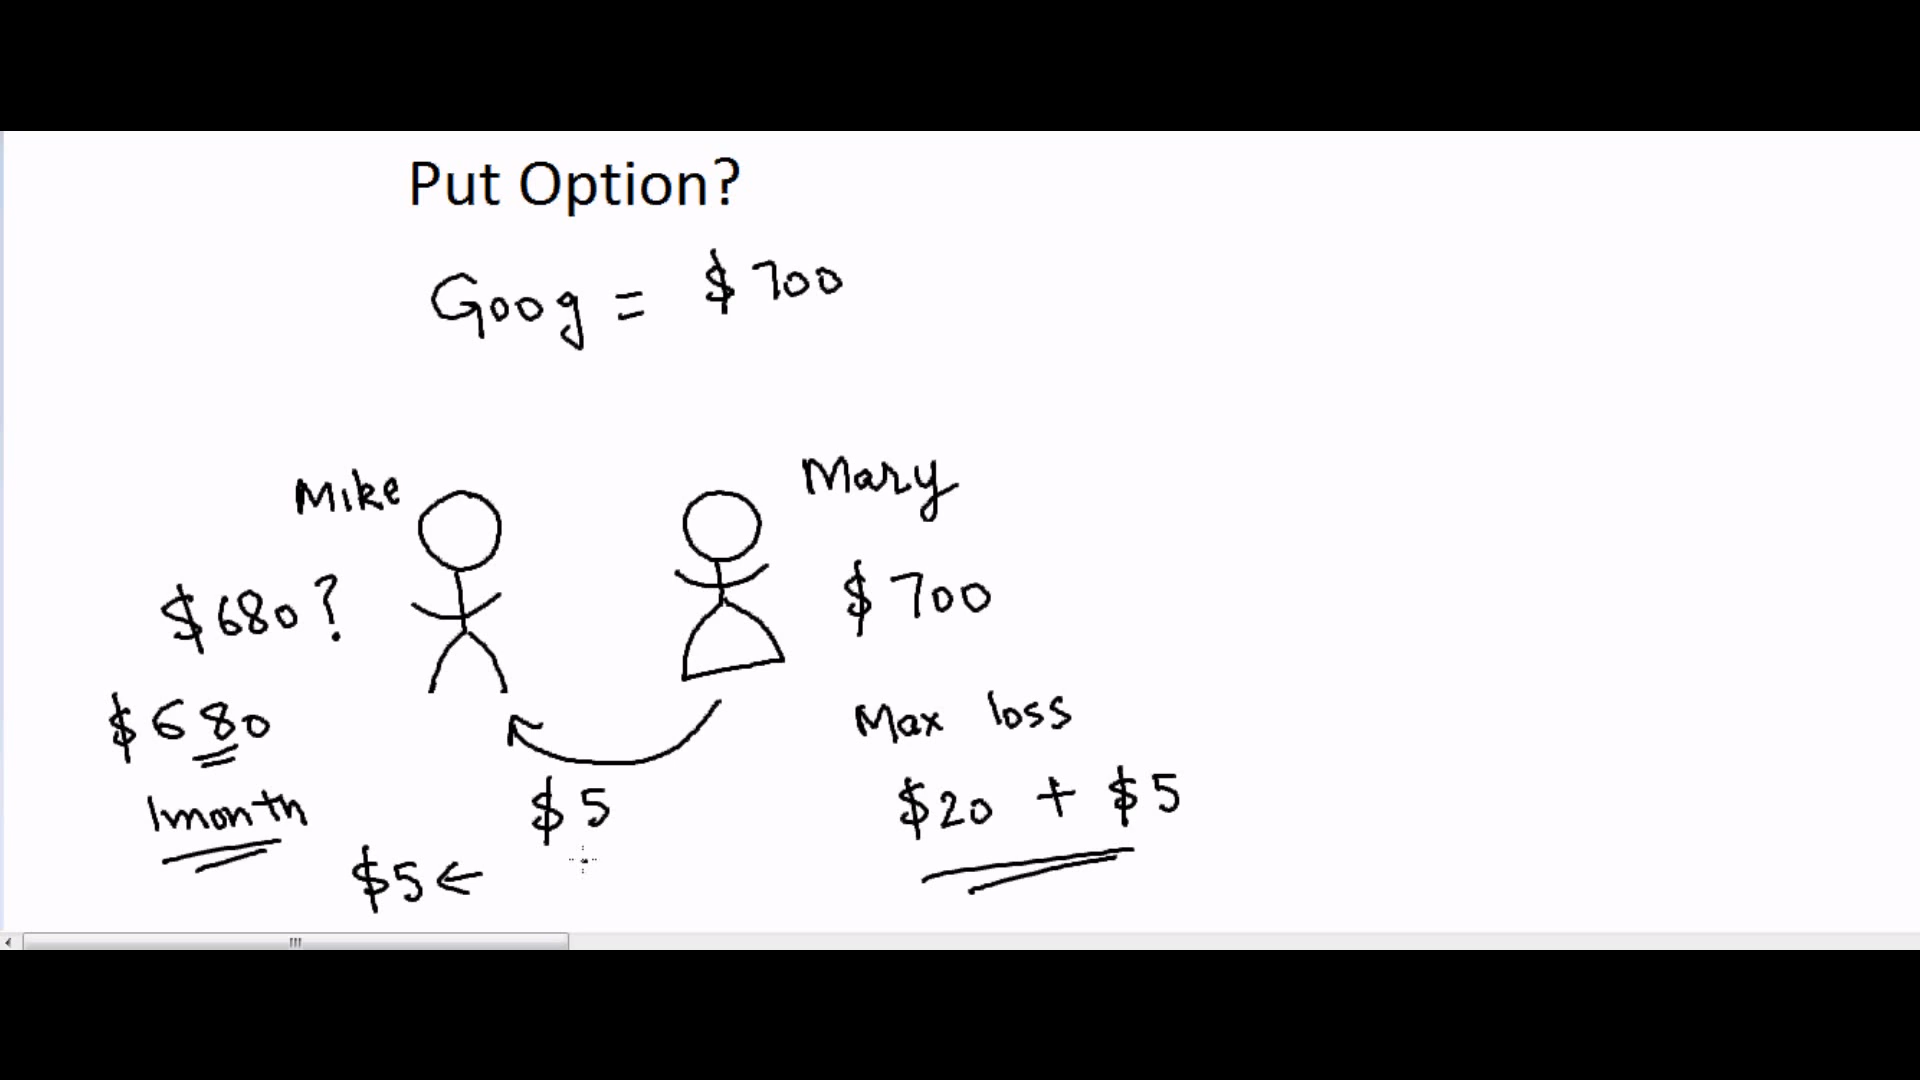 Put Option?
Goog = $700
Mike
Mary
$680?
$700
$680
Max loss
1month
$5
$20 + $5
$5 ←